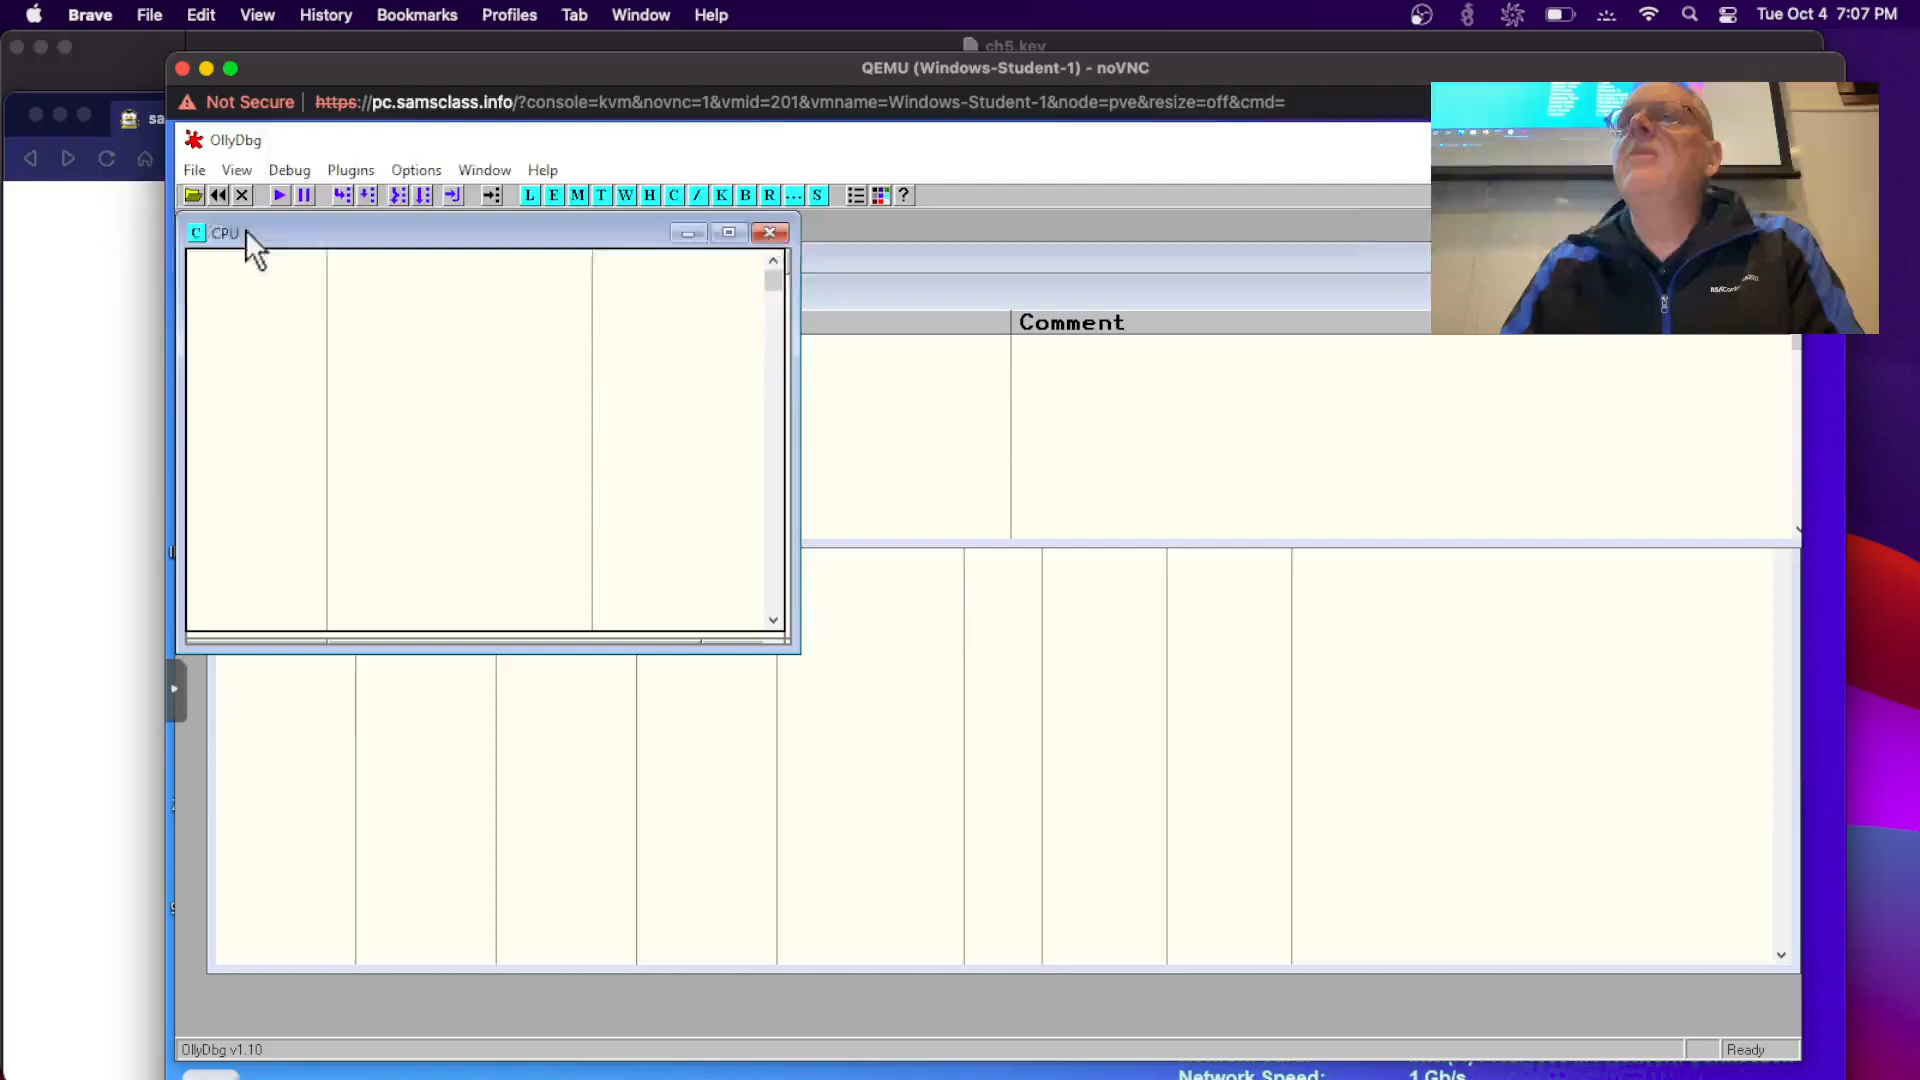 Brave File Edit View History Bookmarks Profiles Tab Window Help Tue Oct 4 7:07 PM
ch5.key
QEMU (Windows-Student-1) - noVNC
Not Secure https://pc.samsclass.info/?console=kvm&novnc=1&vmid=201&vmname=Windows-Student-1&node=pve&resize=off&cmd=
sa
OllyDbg
File View Debug Plugins Options Window Help
L E M T W H C / K B R ... S ?
C CPU
Comment
OllyDbg v1.10 Ready
Network Speed: 1 Gb/s